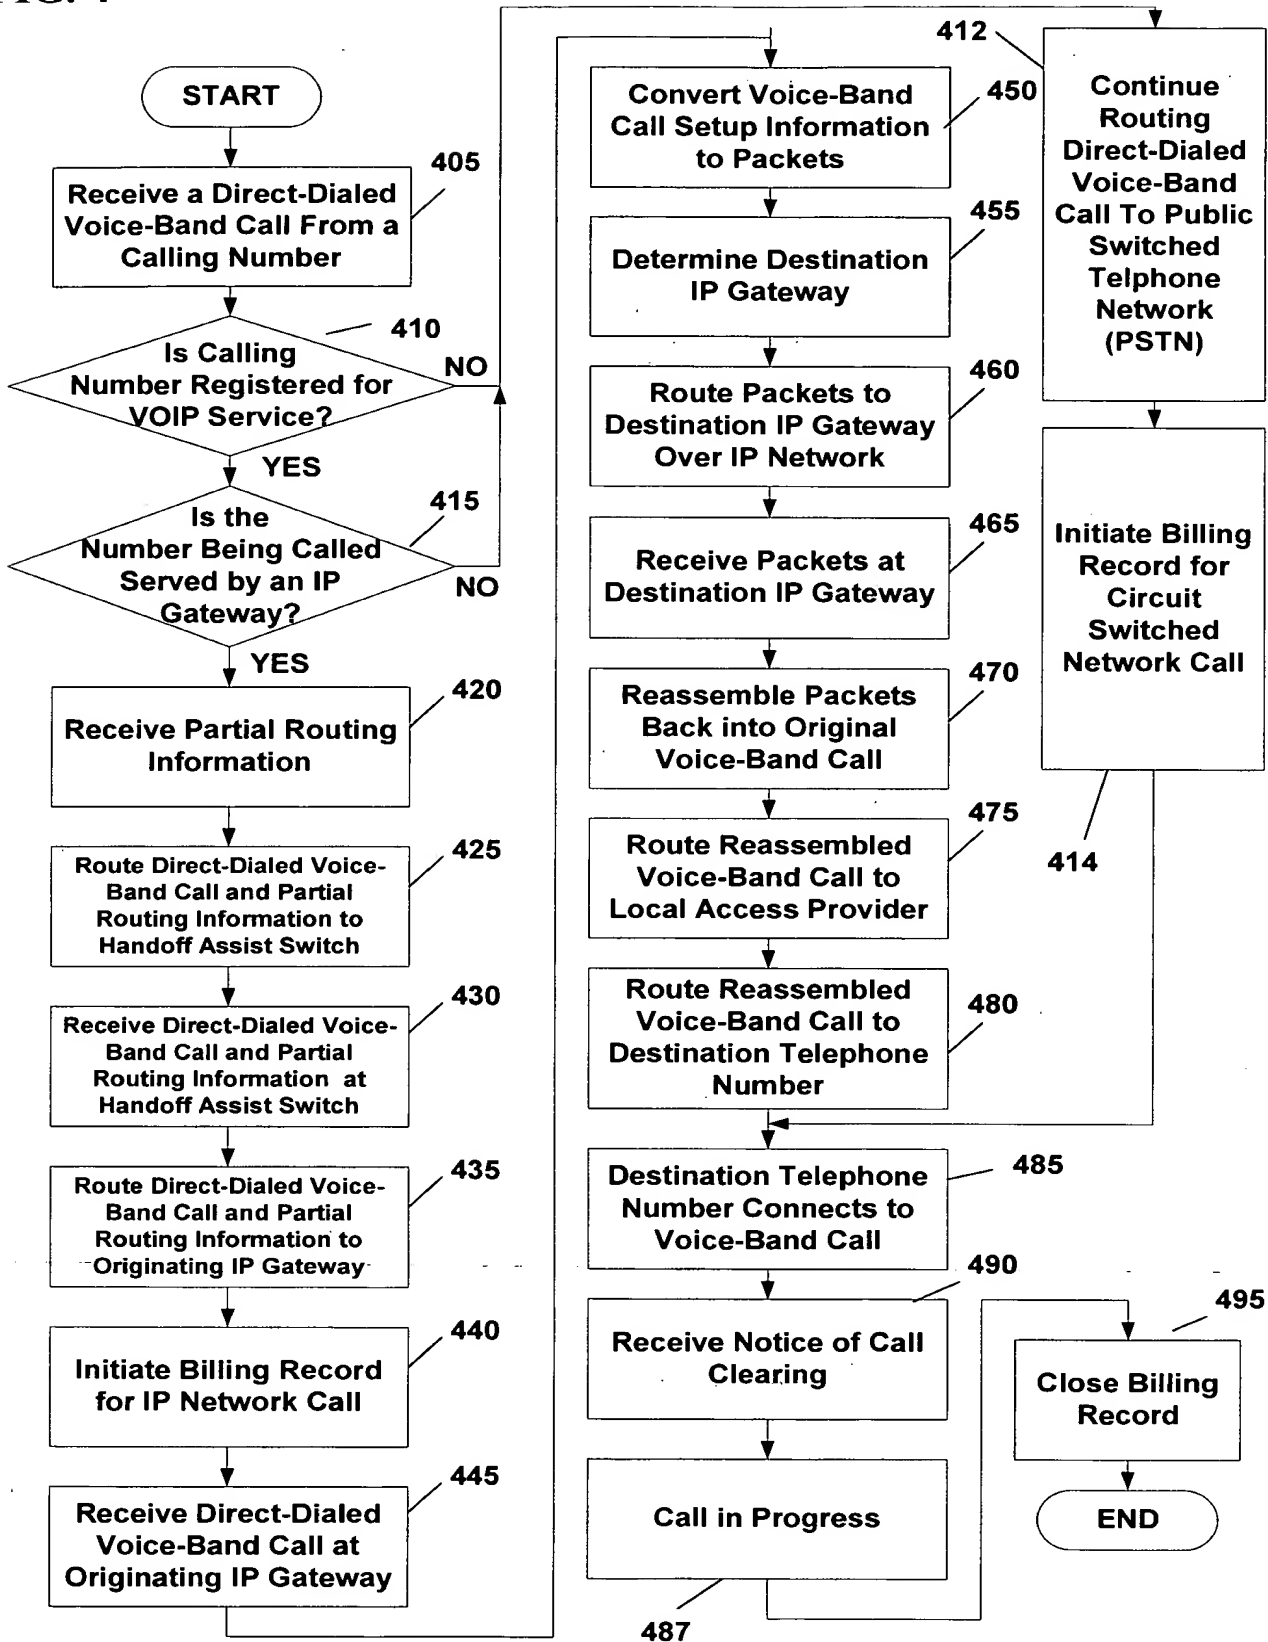 START
405
Receive a Direct-Dialed
Voice-Band Call From a
Calling Number
410
Is Calling
Number Registered for
VOIP Service?
NO
YES
415
Is the
Number Being Called
Served by an IP
Gateway?
NO
YES
420
Receive Partial Routing
Information
425
Route Direct-Dialed Voice-
Band Call and Partial
Routing Information to
Handoff Assist Switch
430
Receive Direct-Dialed Voice-
Band Call and Partial
Routing Information at
Handoff Assist Switch
435
Route Direct-Dialed Voice-
Band Call and Partial
Routing Information to
Originating IP Gateway
440
Initiate Billing Record
for IP Network Call
445
Receive Direct-Dialed
Voice-Band Call at
Originating IP Gateway
450
Convert Voice-Band
Call Setup Information
to Packets
455
Determine Destination
IP Gateway
460
Route Packets to
Destination IP Gateway
Over IP Network
465
Receive Packets at
Destination IP Gateway
470
Reassemble Packets
Back into Original
Voice-Band Call
475
Route Reassembled
Voice-Band Call to
Local Access Provider
480
Route Reassembled
Voice-Band Call to
Destination Telephone
Number
485
Destination Telephone
Number Connects to
Voice-Band Call
490
Receive Notice of Call
Clearing
Call in Progress
487
412
Continue
Routing
Direct-Dialed
Voice-Band
Call To Public
Switched
Telphone
Network
(PSTN)
Initiate Billing
Record for
Circuit
Switched
Network Call
414
495
Close Billing
Record
END